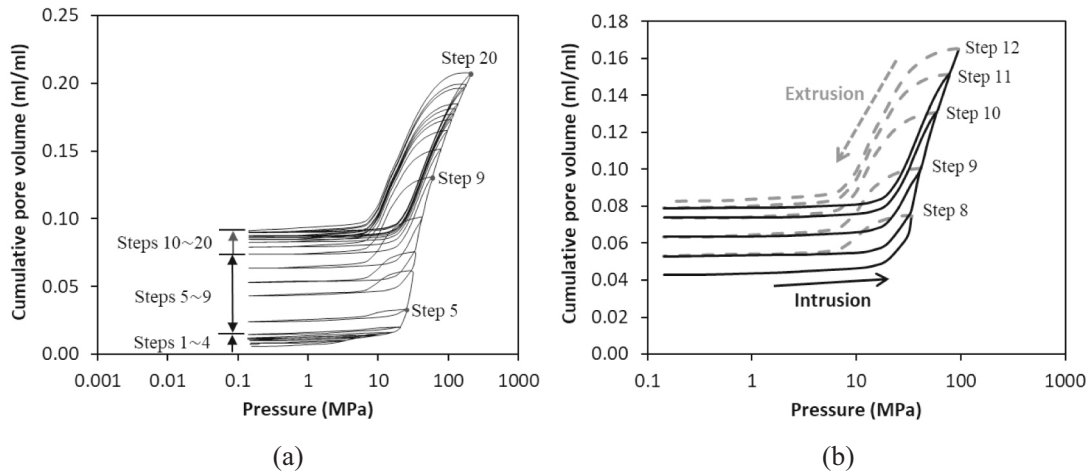 0.25
0.20
0.15
0.10
0.05
0.00
Cumulative pore volume (ml/ml)
Step 20
Step 9
Steps 10~20
Steps 5~9
Step 5
Steps 1~4
0.001 0.01 0.1 1 10 100 1000
Pressure (MPa)
(a)
0.18
0.16
0.14
0.12
0.10
0.08
0.06
0.04
0.02
0.00
Cumulative pore volume (ml/ml)
Step 12
Step 11
Extrusion
Step 10
Step 9
Step 8
Intrusion
0.1 1 10 100 1000
Pressure (MPa)
(b)